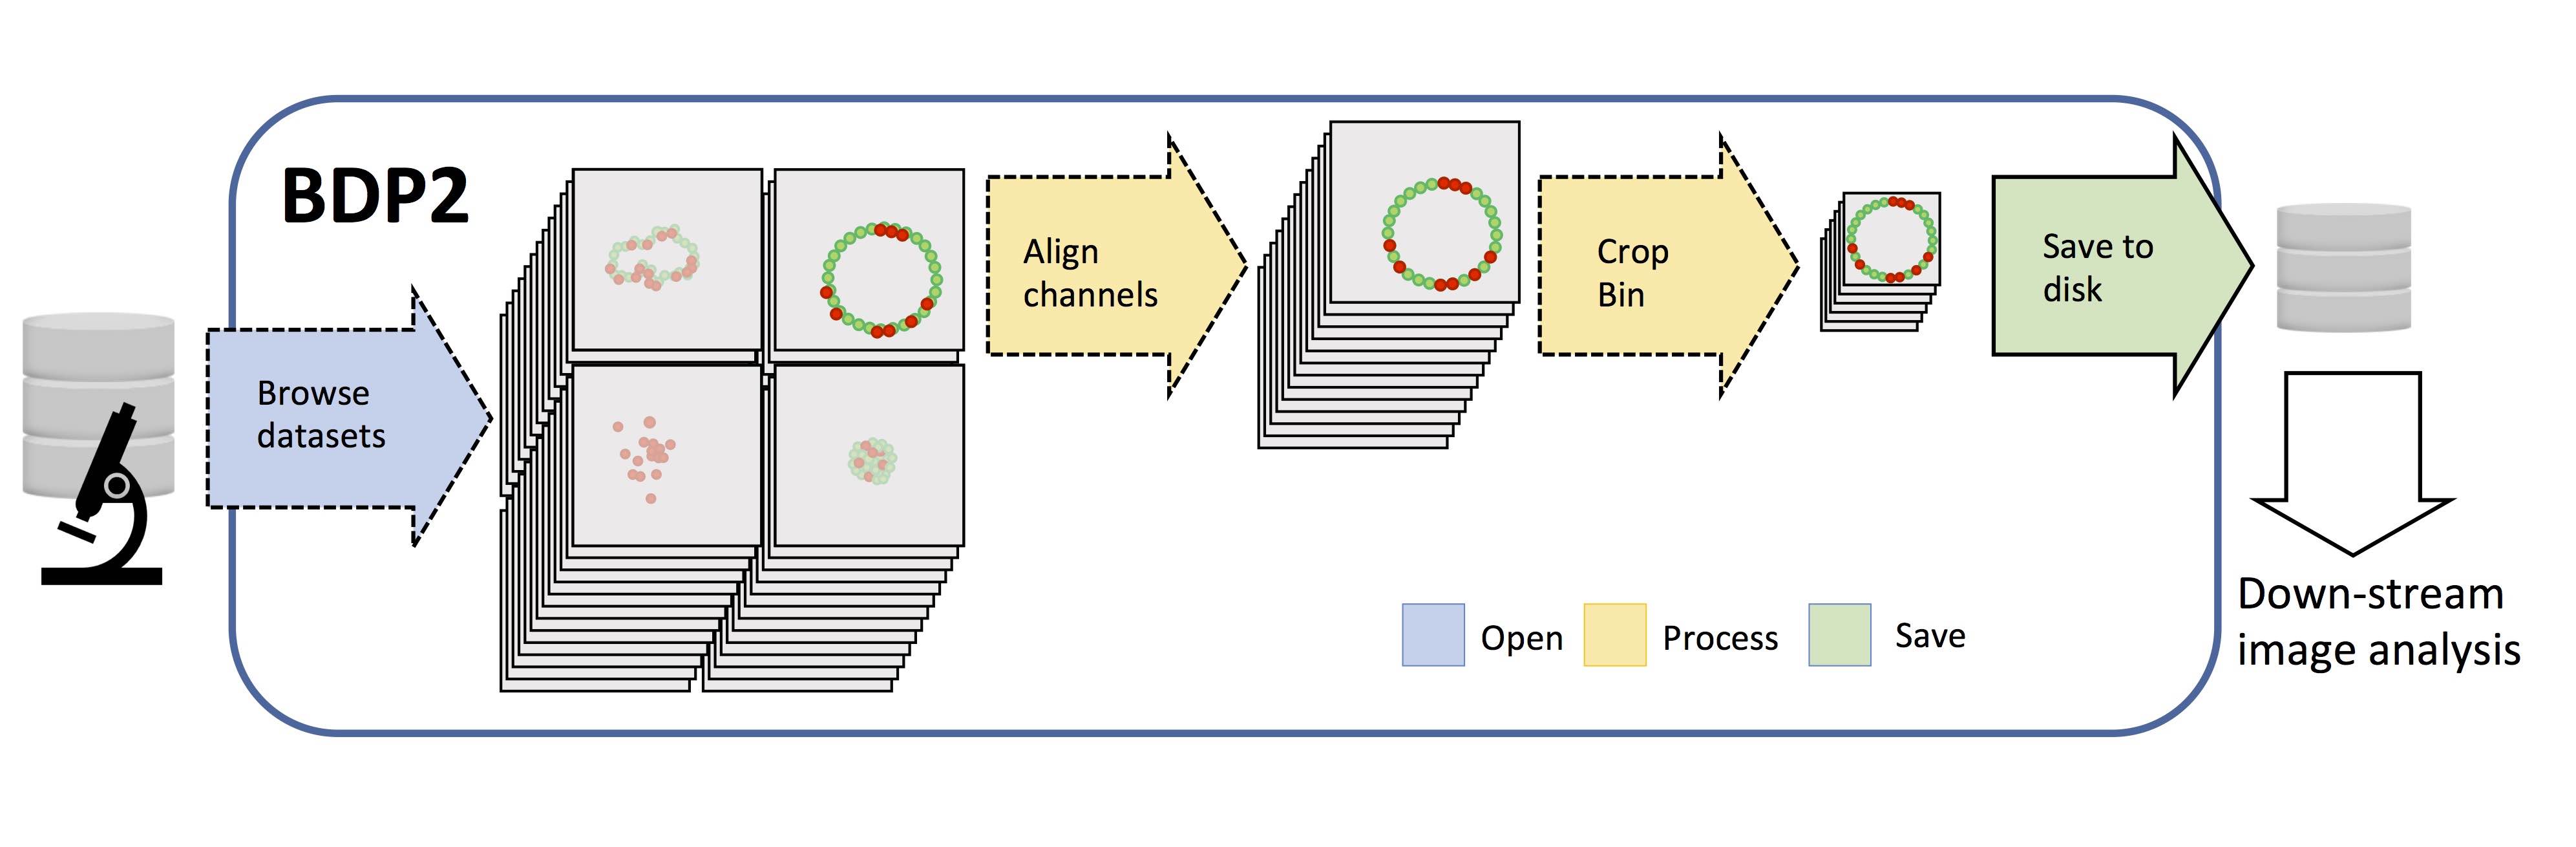 BDP2
Browse
datasets
Align
channels
Crop
Bin
Save to
disk
Open
Process
Save
Down-stream
image analysis